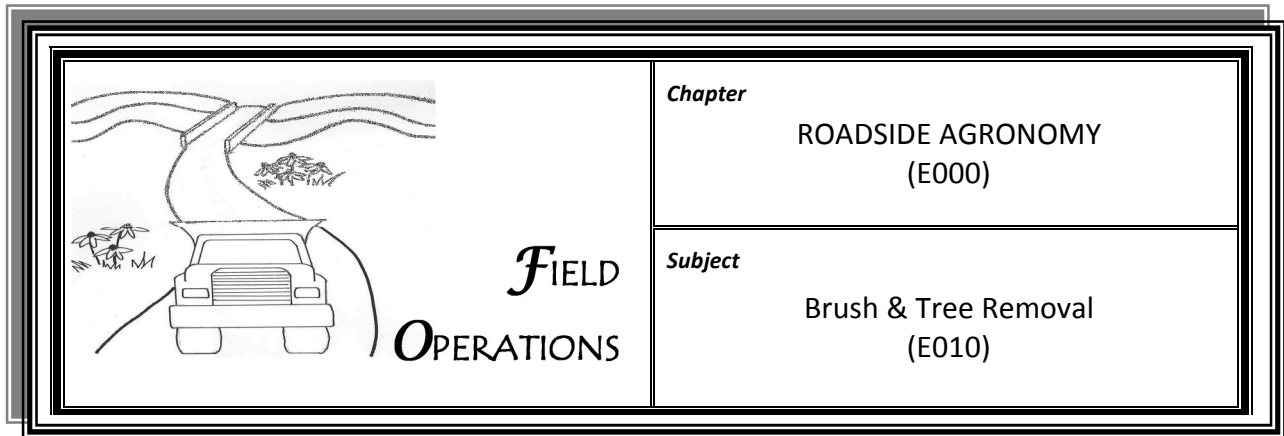 FIELD
OPERATIONS
Chapter
ROADSIDE AGRONOMY
(E000)
Subject
Brush & Tree Removal
(E010)